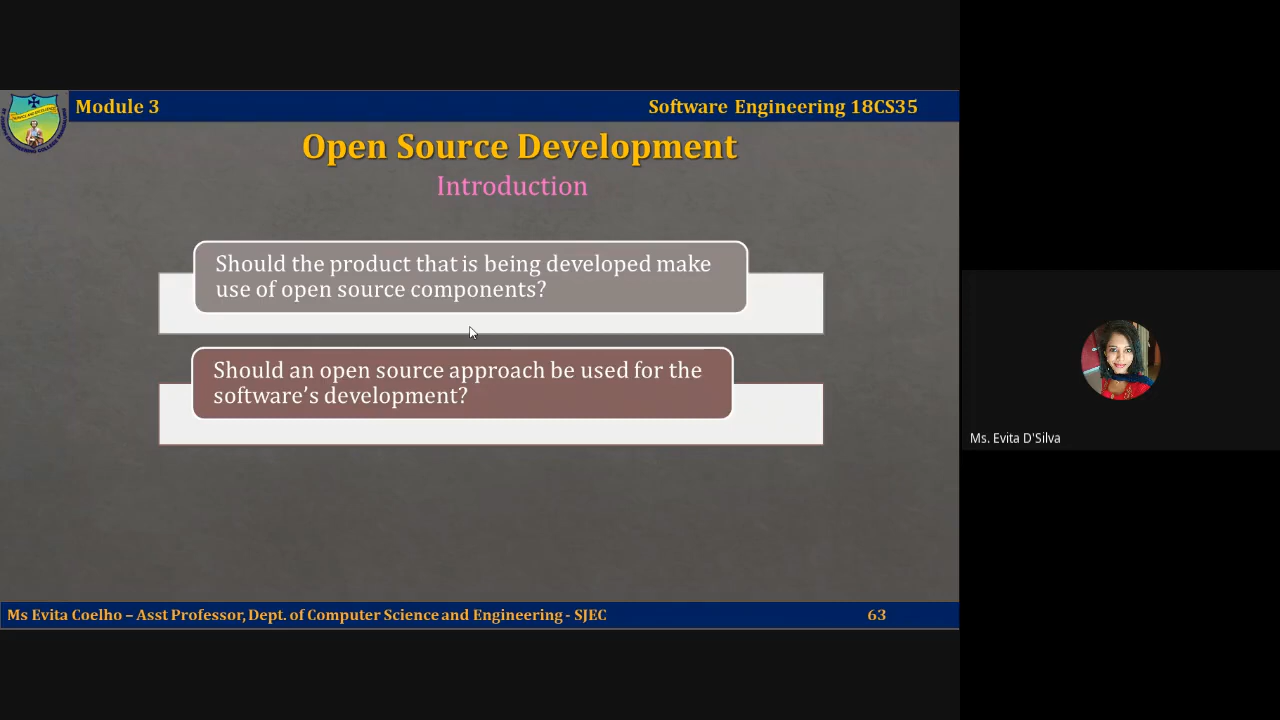 Module 3
Software Engineering 18CS35
Open Source Development
Introduction
Should the product that is being developed make
use of open source components?
Should an open source approach be used for the
software's development?
Ms. Evita D'Silva
Ms Evita Coelho – Asst Professor, Dept. of Computer Science and Engineering - SJEC
63